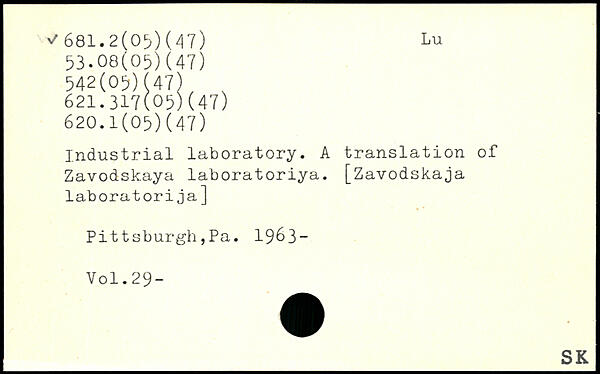 ✓ 681.2(05)(47) Lu
53.08(05)(47)
542(05)(47)
621.317(05)(47)
620.1(05)(47)
Industrial laboratory. A translation of
Zavodskaya laboratoriya. [Zavodskaja
laboratorija]
Pittsburgh,Pa. 1963-
Vol.29-
SK